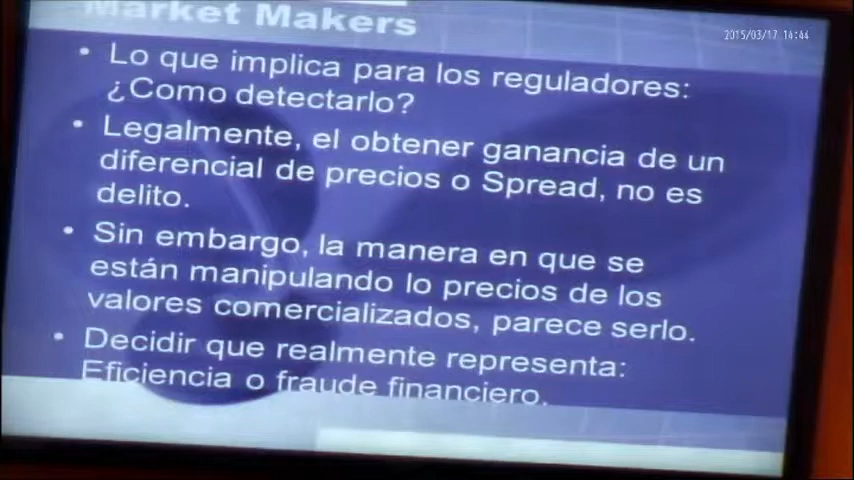 Market Makers
2015/03/17 14:44
• Lo que implica para los reguladores:
¿Como detectarlo?
• Legalmente, el obtener ganancia de un
diferencial de precios o Spread, no es
delito.
• Sin embargo, la manera en que se
están manipulando lo precios de los
valores comercializados, parece serlo.
• Decidir que realmente representa:
Eficiencia o fraude financiero.